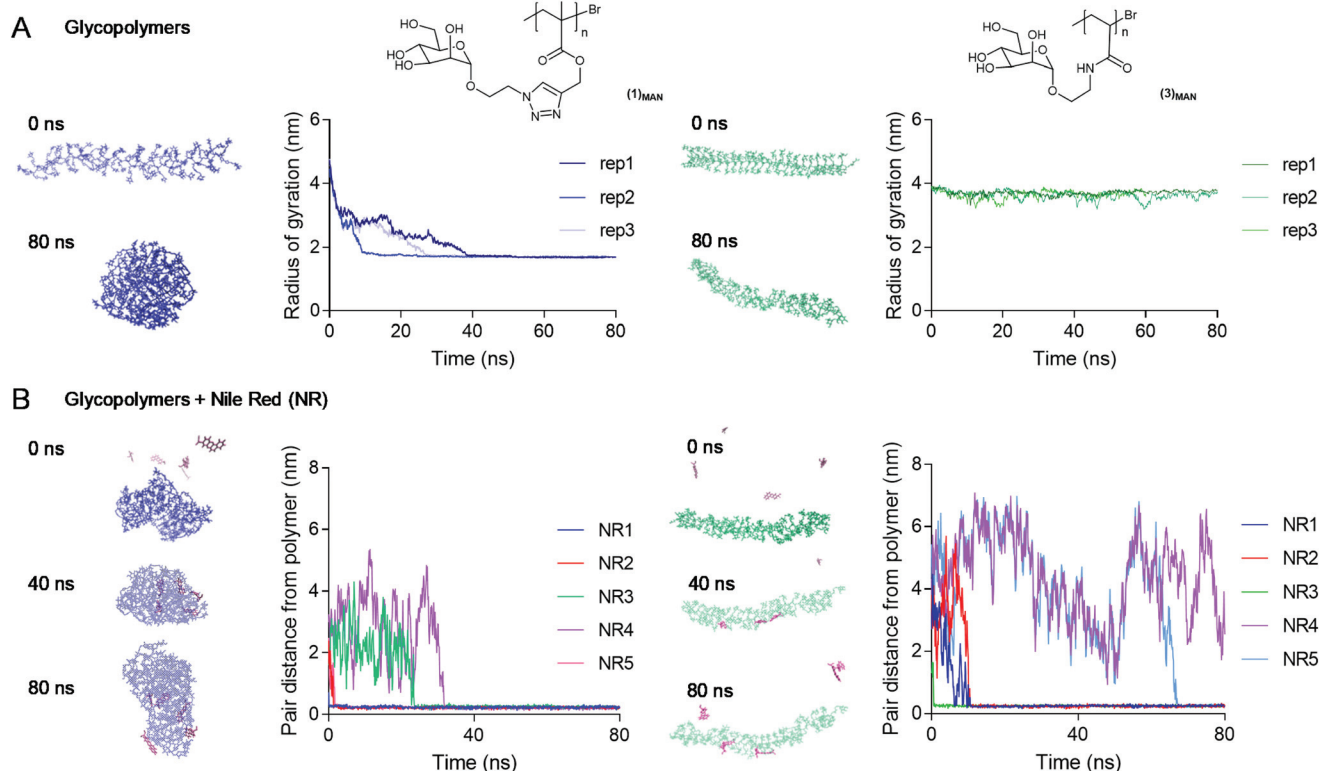 A Glycopolymers
HO
OH
HO
HO
O
O
N
N=N
O
O
n
Br
(1)MAN
HO
OH
HO
HO
O
O
NH
O
n
Br
(3)MAN
0 ns
80 ns
Radius of gyration (nm)
6
4
2
0
0 20 40 60 80
Time (ns)
rep1
rep2
rep3
0 ns
80 ns
Radius of gyration (nm)
6
4
2
0
0 20 40 60 80
Time (ns)
rep1
rep2
rep3
B Glycopolymers + Nile Red (NR)
0 ns
40 ns
80 ns
Pair distance from polymer (nm)
8
6
4
2
0
0 40 80
Time (ns)
NR1
NR2
NR3
NR4
NR5
0 ns
40 ns
80 ns
Pair distance from polymer (nm)
8
6
4
2
0
0 40 80
Time (ns)
NR1
NR2
NR3
NR4
NR5